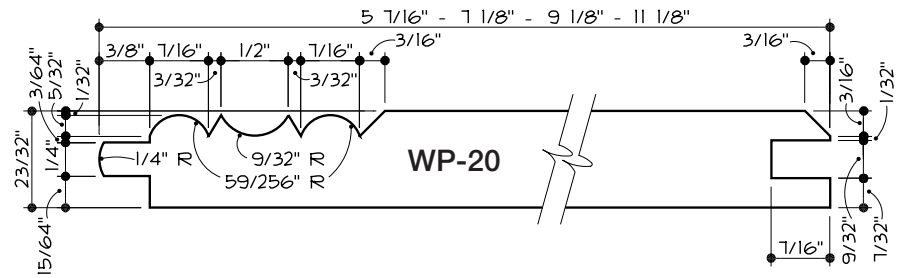 5 7/16" - 7 1/8" - 9 1/8" - 11 1/8"
3/8" 7/16" 1/2" 7/16" 3/16" 3/16"
3/32" 3/32"
3/64" 5/32" 1/32" 3/16" 1/32"
23/32" 1/4" 1/4" R 9/32" R WP-20
59/256" R
15/64" 7/16" 9/32" 7/32"